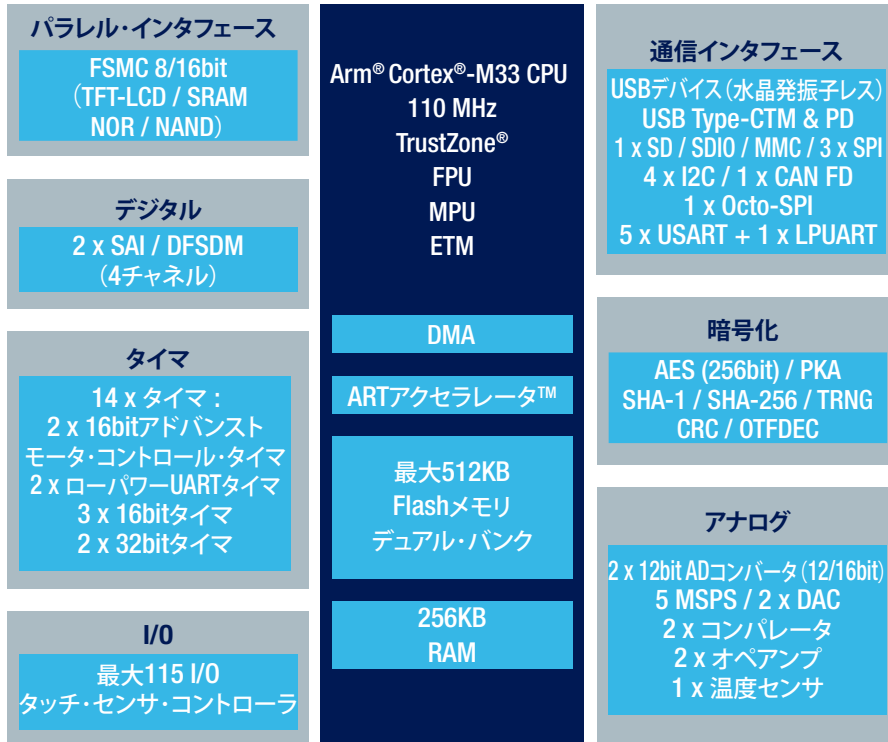 パラレル・インタフェース
FSMC 8/16bit
（TFT-LCD / SRAM
NOR / NAND）
デジタル
2 x SAI / DFSDM
（4チャネル）
タイマ
14 x タイマ：
2 x 16bitアドバンスト
モータ・コントロール・タイマ
2 x ローパワーUARTタイマ
3 x 16bitタイマ
2 x 32bitタイマ
I/O
最大115 I/O
タッチ・センサ・コントローラ
Arm® Cortex®-M33 CPU
110 MHz
TrustZone®
FPU
MPU
ETM
DMA
ARTアクセラレータ™
最大512KB
Flashメモリ
デュアル・バンク
256KB
RAM
通信インタフェース
USBデバイス（水晶発振子レス）
USB Type-CTM & PD
1 x SD / SDIO / MMC / 3 x SPI
4 x I2C / 1 x CAN FD
1 x Octo-SPI
5 x USART + 1 x LPUART
暗号化
AES (256bit) / PKA
SHA-1 / SHA-256 / TRNG
CRC / OTFDEC
アナログ
2 x 12bit ADコンバータ（12/16bit）
5 MSPS / 2 x DAC
2 x コンパレータ
2 x オペアンプ
1 x 温度センサ